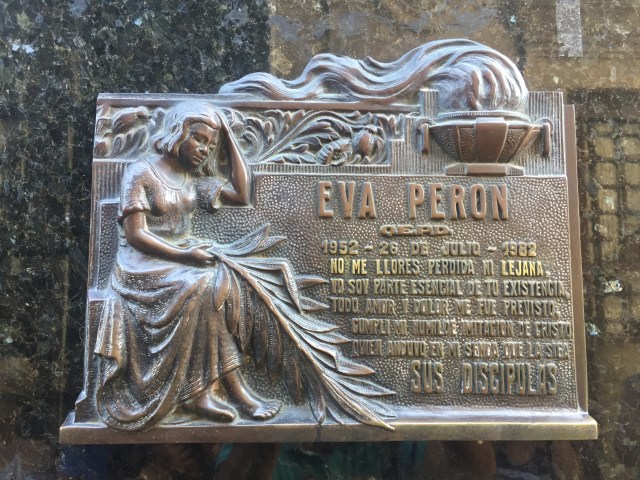 EVA PERON
Q.E.P.D.
1952 - 26 DE JULIO - 1982
NO ME LLORES PERDIDA NI LEJANA.
YO SOY PARTE ESENCIAL DE TU EXISTENCIA,
TODO AMOR Y DOLOR ME FUE PREVISTO,
CUMPLI MI HUMILDE IMITACION DE CRISTO
QUIEN ANDUVO EN MI SENDA QUE LA SIGA
SUS DISCIPULAS